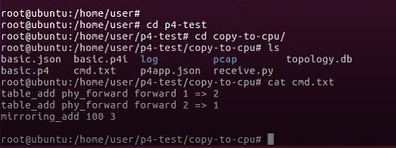 root@ubuntu:/home/user#
root@ubuntu:/home/user# cd p4-test
root@ubuntu:/home/user/p4-test# cd copy-to-cpu/
root@ubuntu:/home/user/p4-test/copy-to-cpu# ls
basic.json basic.p4i log pcap topology.db
basic.p4 cmd.txt p4app.json receive.py
root@ubuntu:/home/user/p4-test/copy-to-cpu# cat cmd.txt
table_add phy_forward forward 1 => 2
table_add phy_forward forward 2 => 1
mirroring_add 100 3
root@ubuntu:/home/user/p4-test/copy-to-cpu#